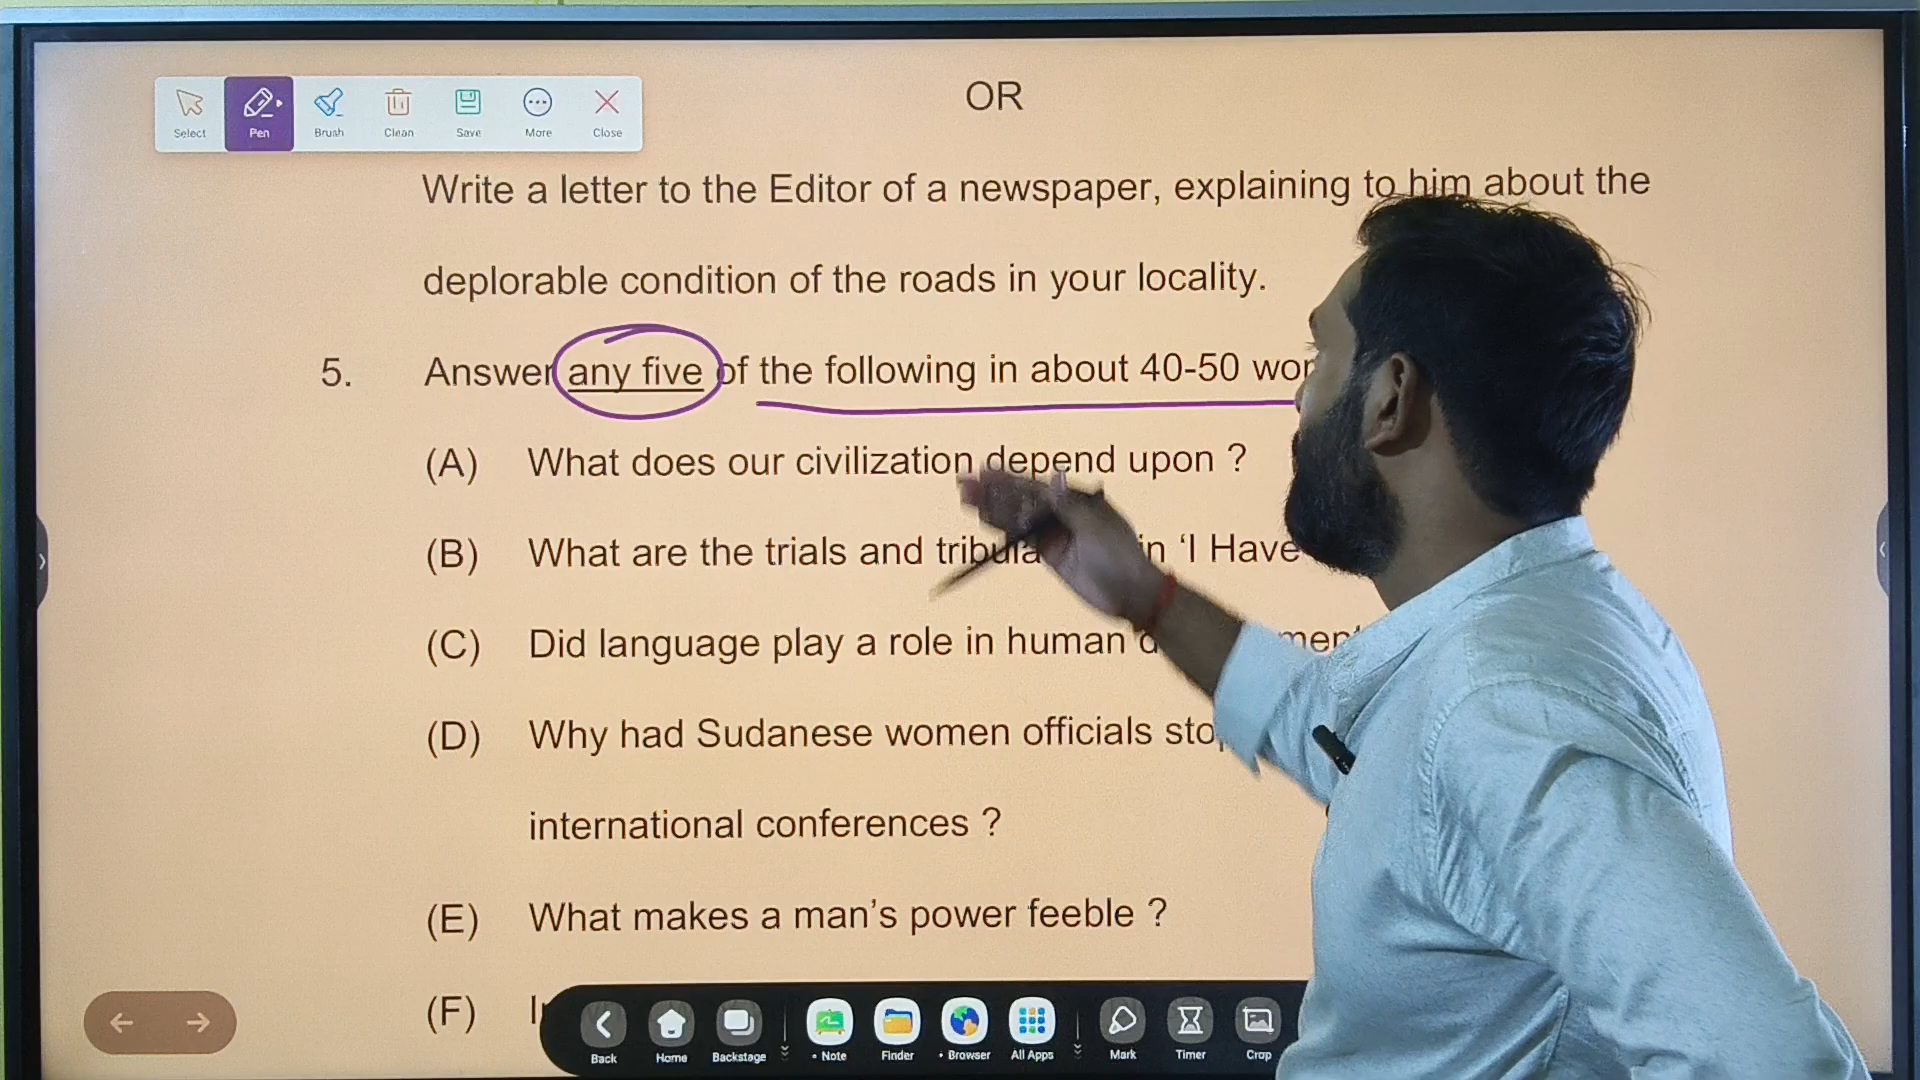 Select Pen Brush Clean Save More Close
OR
Write a letter to the Editor of a newspaper, explaining to him about the
deplorable condition of the roads in your locality.
5. Answer any five of the following in about 40-50
(A) What does our civilization depend upon ?
(B) What are the trials and in ‘I Have
(C) Did language play a role in human
(D) Why had Sudanese women officials
international conferences ?
(E) What makes a man’s power feeble ?
(F)
Back Home Backstage Note Finder Browser All Apps Mark Timer Crop